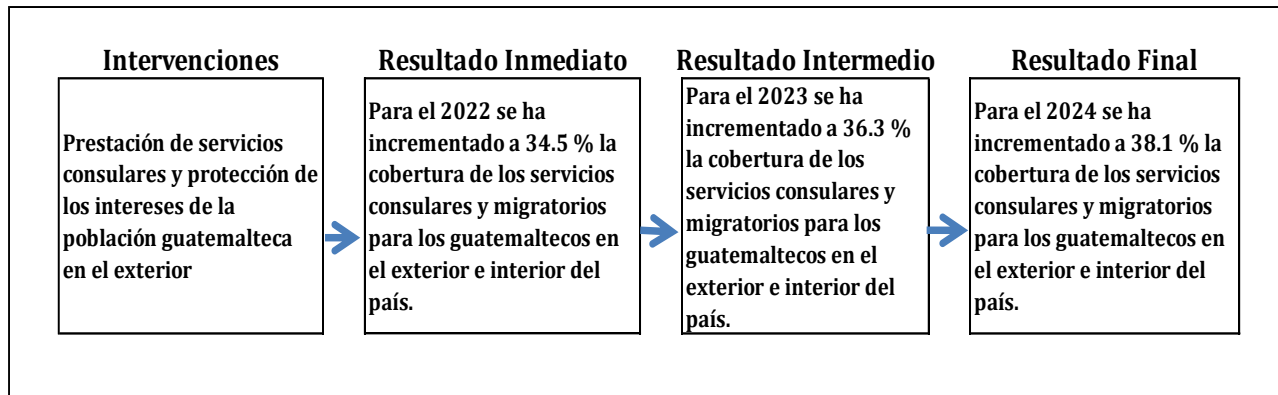 Intervenciones
Prestación de servicios
consulares y protección de
los intereses de la
población guatemalteca
en el exterior
Resultado Inmediato
Para el 2022 se ha
incrementado a 34.5 % la
cobertura de los servicios
consulares y migratorios
para los guatemaltecos en
el exterior e interior del
país.
Resultado Intermedio
Para el 2023 se ha
incrementado a 36.3 %
la cobertura de los
servicios consulares y
migratorios para los
guatemaltecos en el
exterior e interior del
país.
Resultado Final
Para el 2024 se ha
incrementado a 38.1 % la
cobertura de los servicios
consulares y migratorios
para los guatemaltecos en
el exterior e interior del
país.